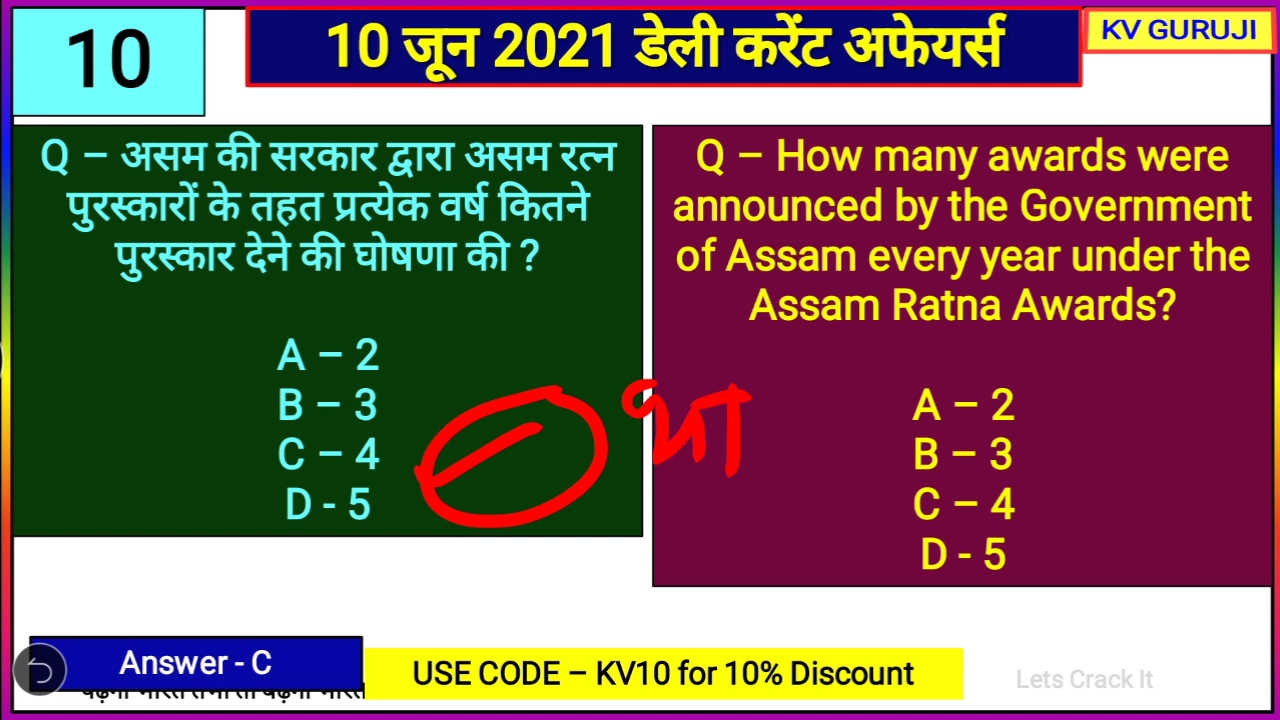 10
10 जून 2021 डेली करेंट अफेयर्स
KV GURUJI
Q – असम की सरकार द्वारा असम रत्न
पुरस्कारों के तहत प्रत्येक वर्ष कितने
पुरस्कार देने की घोषणा की ?
A – 2
B – 3
C – 4
D - 5
Q – How many awards were
announced by the Government
of Assam every year under the
Assam Ratna Awards?
A – 2
B – 3
C – 4
D - 5
Answer - C
USE CODE – KV10 for 10% Discount
Lets Crack It